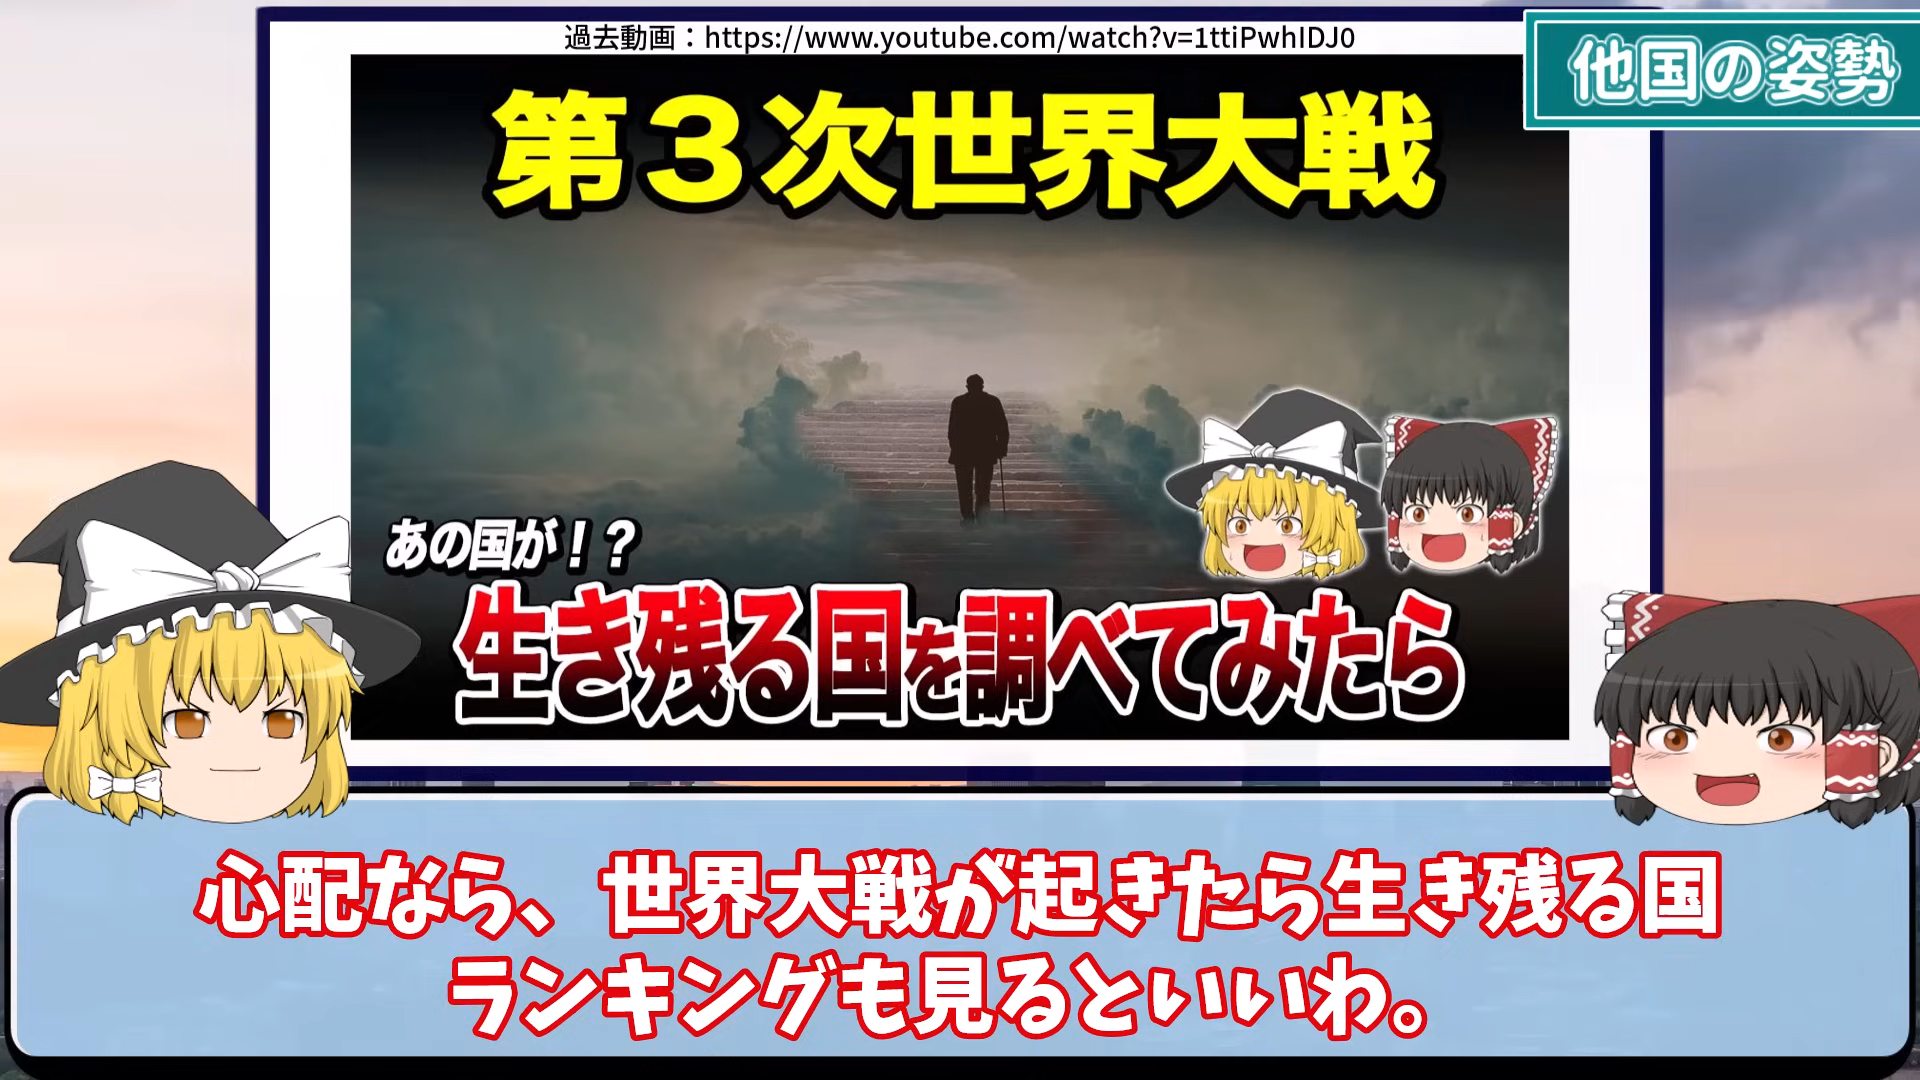 過去動画：https://www.youtube.com/watch?v=1ttiPwhIDJ0
他国の姿勢
第３次世界大戦
あの国が！？
生き残る国を調べてみたら
心配なら、世界大戦が起きたら生き残る国
ランキングも見るといいわ。